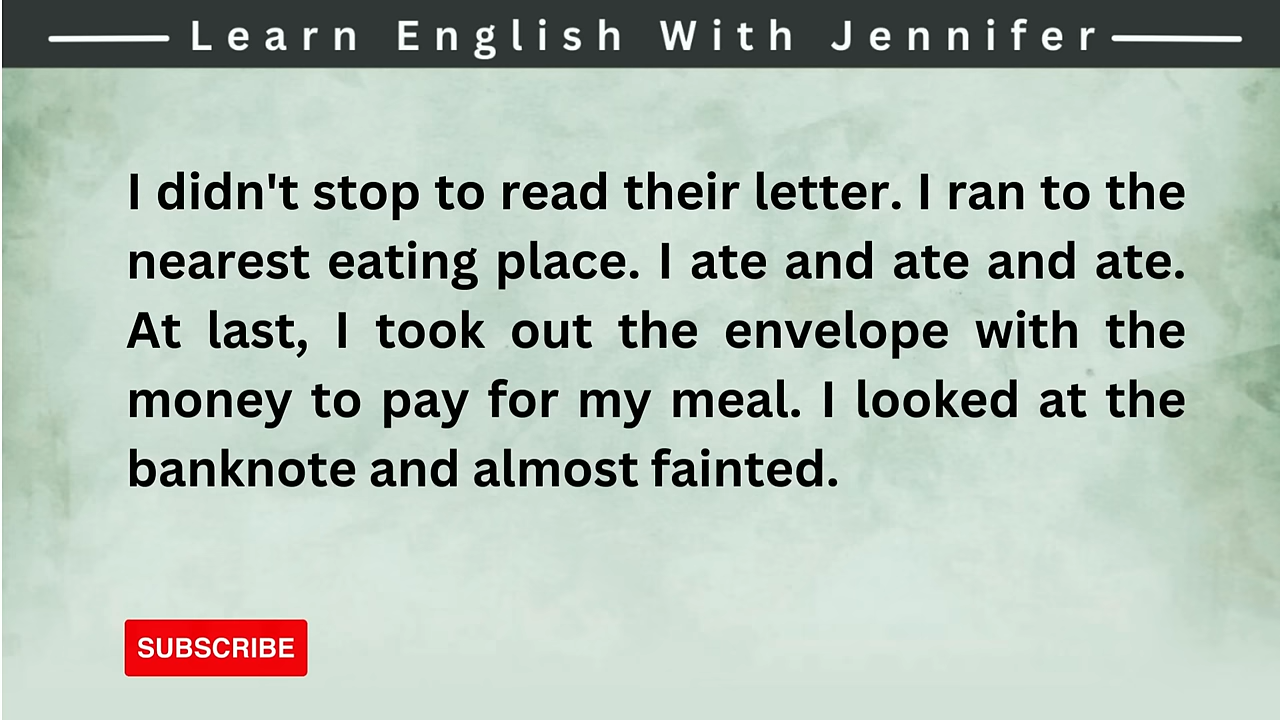 Learn English With Jennifer
I didn't stop to read their letter. I ran to the
nearest eating place. I ate and ate and ate.
At last, I took out the envelope with the
money to pay for my meal. I looked at the
banknote and almost fainted.
SUBSCRIBE